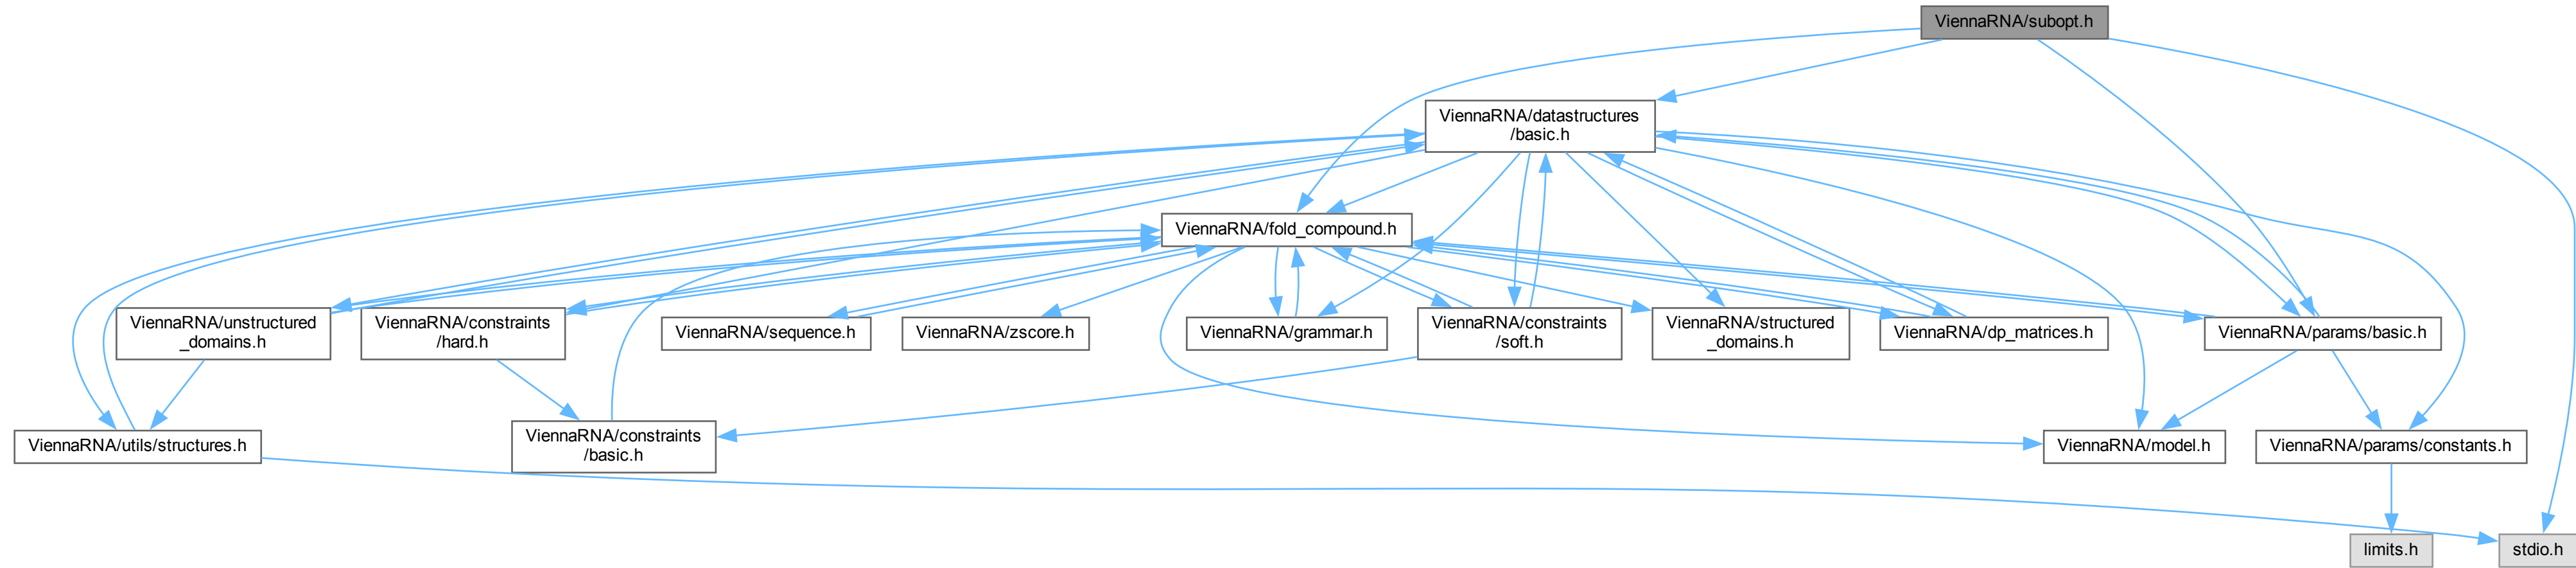 ViennaRNA/subopt.h
ViennaRNA/datastructures
/basic.h
ViennaRNA/fold_compound.h
ViennaRNA/unstructured
_domains.h
ViennaRNA/constraints
/hard.h
ViennaRNA/sequence.h
ViennaRNA/zscore.h
ViennaRNA/grammar.h
ViennaRNA/constraints
/soft.h
ViennaRNA/structured
_domains.h
ViennaRNA/dp_matrices.h
ViennaRNA/params/basic.h
ViennaRNA/utils/structures.h
ViennaRNA/constraints
/basic.h
ViennaRNA/model.h
ViennaRNA/params/constants.h
limits.h
stdio.h